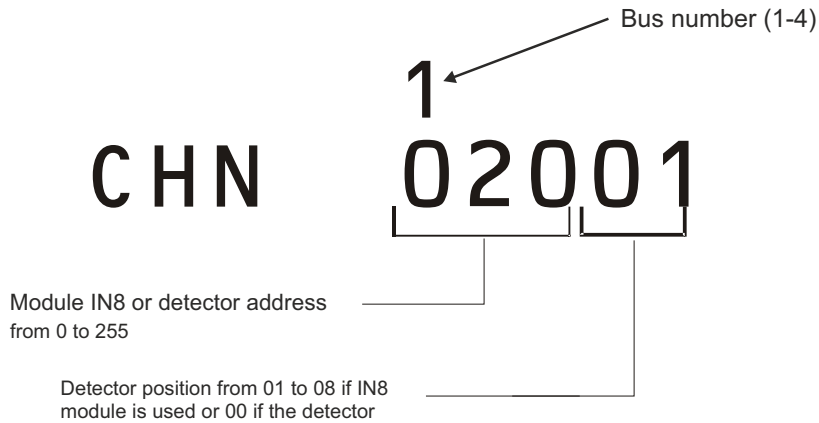 Bus number (1-4)
1
CHN 02001
Module IN8 or detector address
from 0 to 255
Detector position from 01 to 08 if IN8
module is used or 00 if the detector